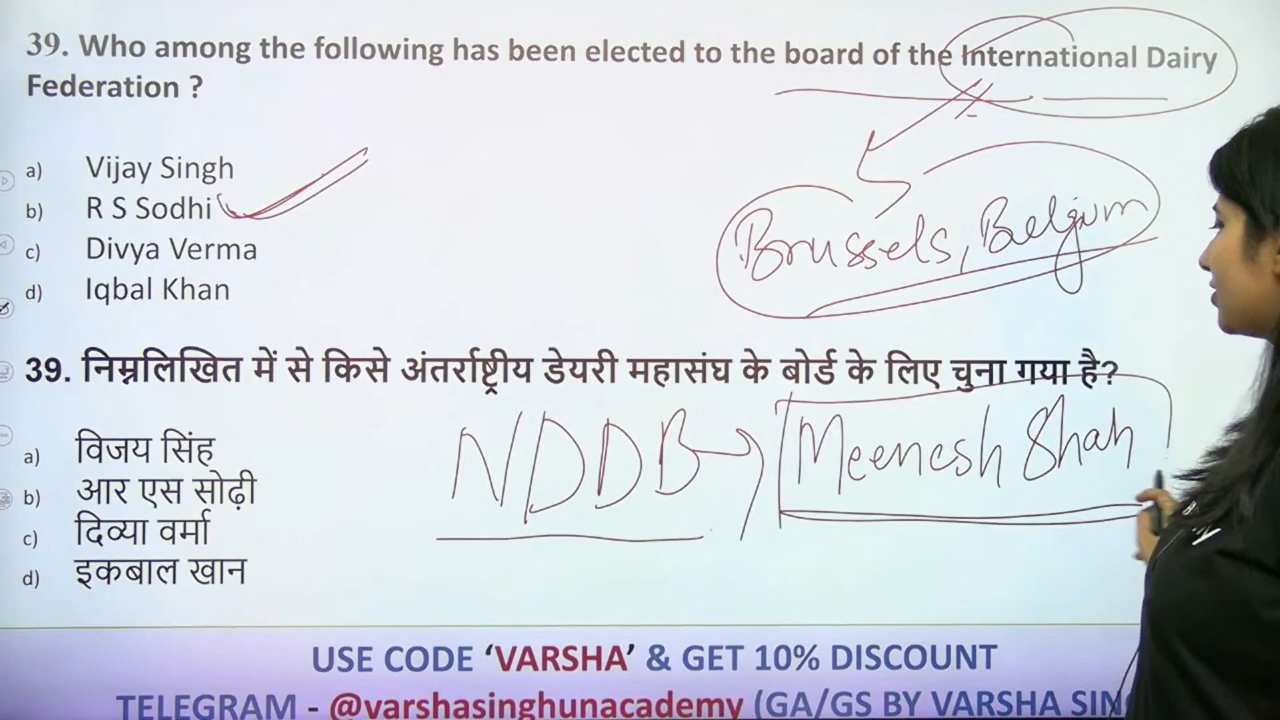 39. Who among the following has been elected to the board of the International Dairy
Federation ?
a) Vijay Singh
b) R S Sodhi
c) Divya Verma
d) Iqbal Khan
Brussels, Belgium
39. निम्नलिखित में से किसे अंतर्राष्ट्रीय डेयरी महासंघ के बोर्ड के लिए चुना गया है?
NDDB Meenesh Shah
a) विजय सिंह
b) आर एस सोढ़ी
c) दिव्या वर्मा
d) इकबाल खान
USE CODE ‘VARSHA’ & GET 10% DISCOUNT
TELEGRAM - @varshasinghunacademy (GA/GS BY VARSHA SIN